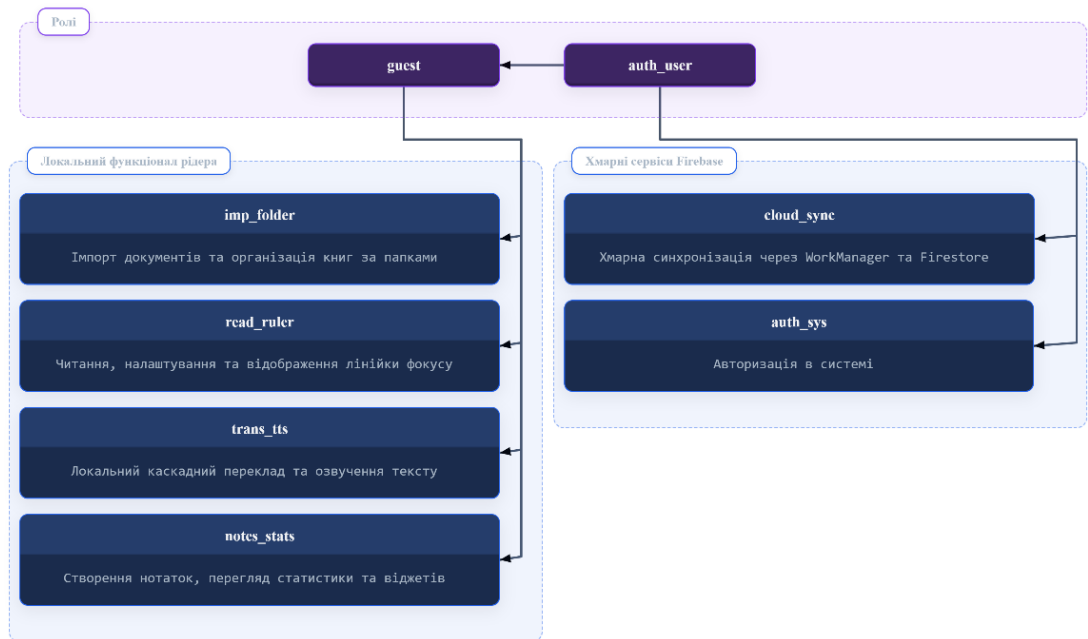 Ролі
guest
auth_user
Локальний функціонал рідера
imp_folder
Імпорт документів та організація книг за папками
read_ruler
Читання, налаштування та відображення лінійки фокусу
trans_tts
Локальний каскадний переклад та озвучення тексту
notes_stats
Створення нотаток, перегляд статистики та віджетів
Хмарні сервіси Firebase
cloud_sync
Хмарна синхронізація через WorkManager та Firestore
auth_sys
Авторизація в системі